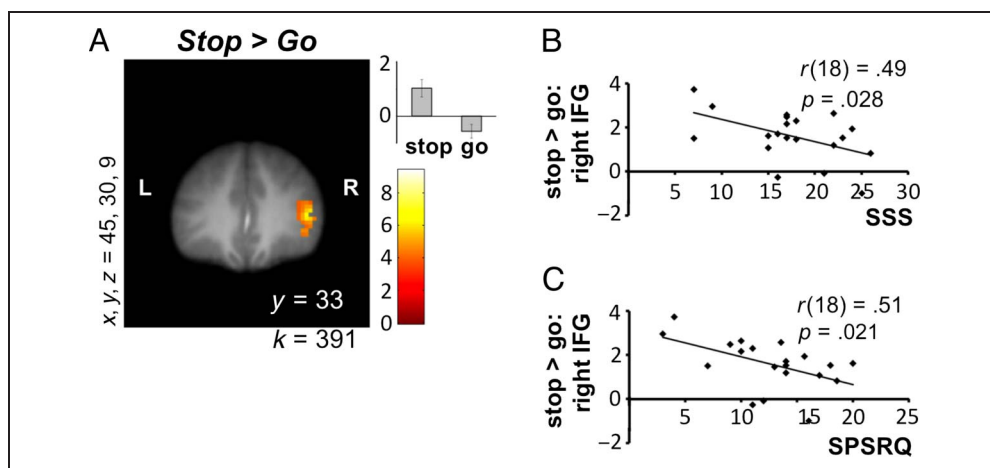 A
Stop > Go
x, y, z = 45, 30, 9
L
R
y = 33
k = 391
2
0
stop go
8
6
4
2
0
B
stop > go:
right IFG
r(18) = .49
p = .028
4
2
0
−2
5 10 15 20 25 30
SSS
C
stop > go:
right IFG
r(18) = .51
p = .021
4
2
0
−2
5 10 15 20 25
SPSRQ